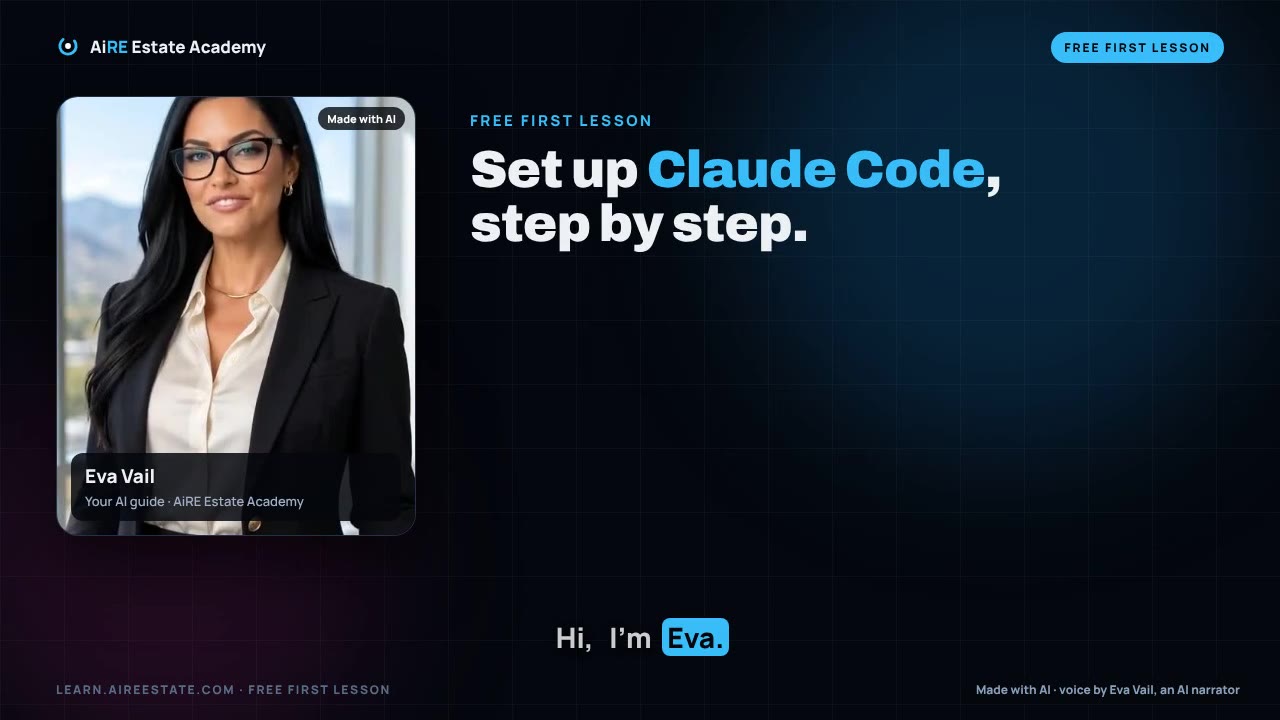 AiRE Estate Academy
FREE FIRST LESSON
Made with AI
FREE FIRST LESSON
Set up Claude Code,
step by step.
Eva Vail
Your AI guide · AiRE Estate Academy
Hi, I'm Eva.
LEARN.AIREESTATE.COM · FREE FIRST LESSON
Made with AI · voice by Eva Vail, an AI narrator